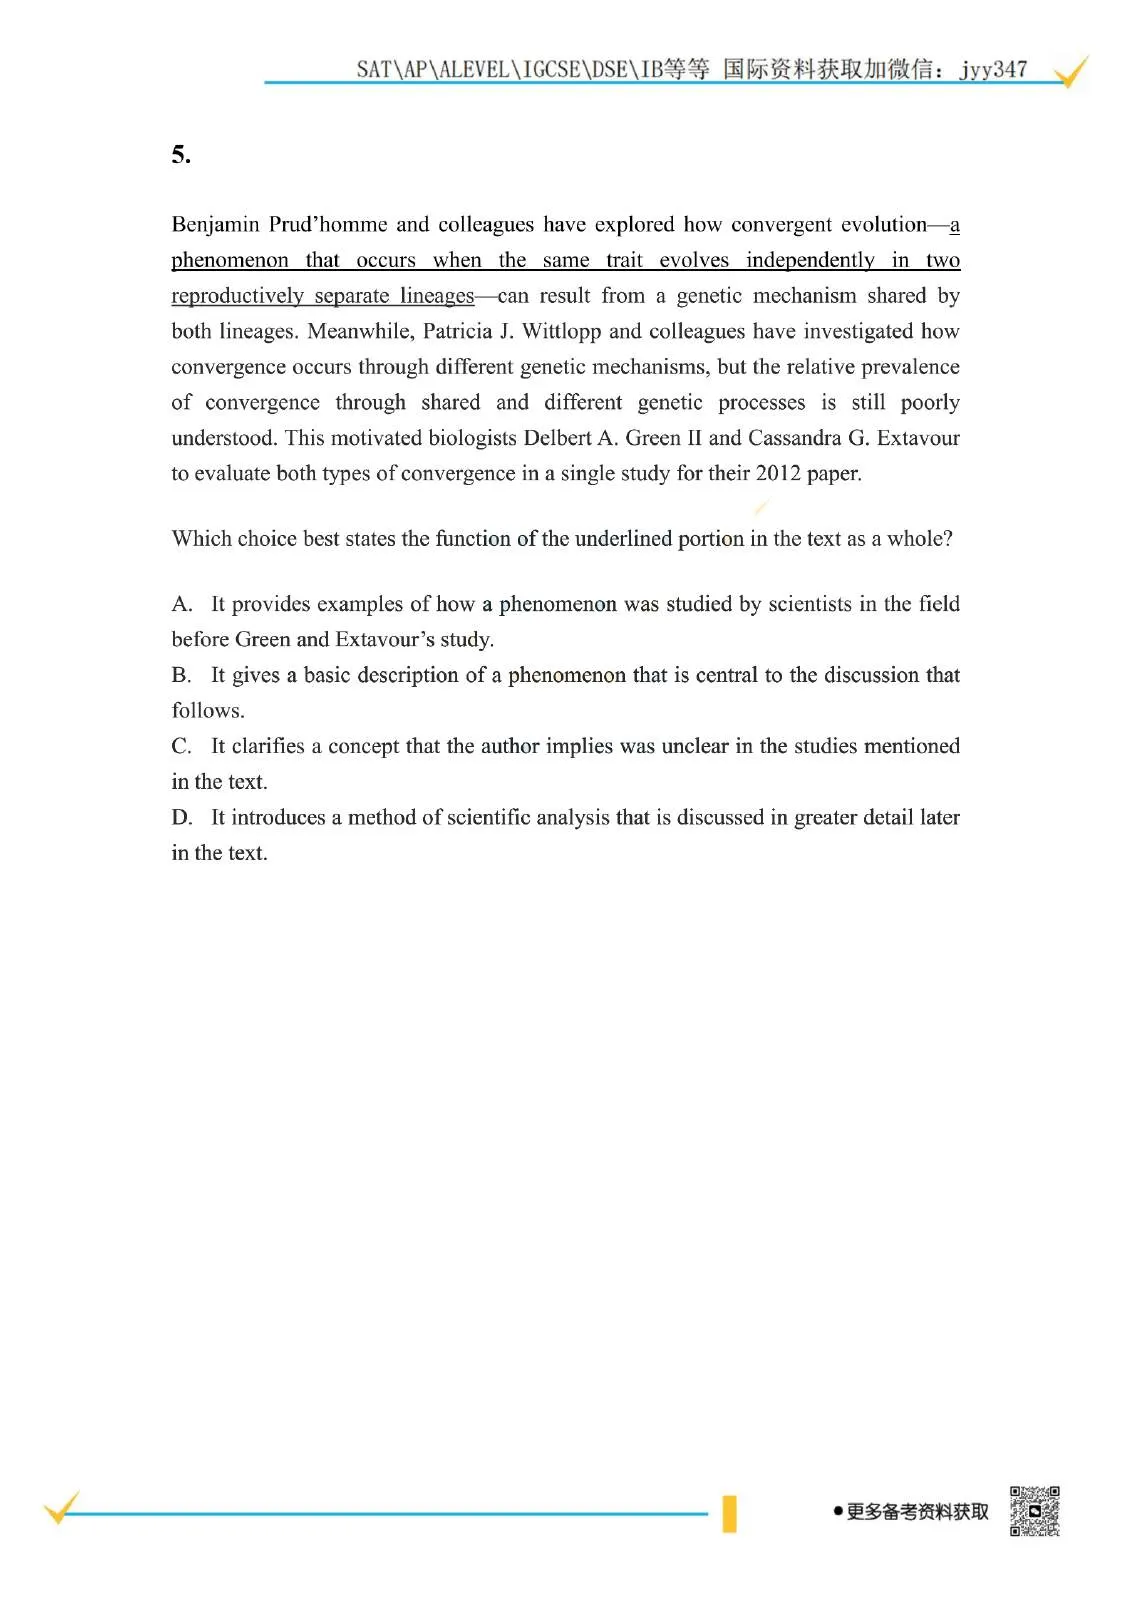 SAT\AP\ALEVEL\IGCSE\DSE\IB等等 国际资料获取加微信：jyy347
5.
Benjamin Prud’homme and colleagues have explored how convergent evolution—a
phenomenon that occurs when the same trait evolves independently in two
reproductively separate lineages—can result from a genetic mechanism shared by
both lineages. Meanwhile, Patricia J. Wittlopp and colleagues have investigated how
convergence occurs through different genetic mechanisms, but the relative prevalence
of convergence through shared and different genetic processes is still poorly
understood. This motivated biologists Delbert A. Green II and Cassandra G. Extavour
to evaluate both types of convergence in a single study for their 2012 paper.
Which choice best states the function of the underlined portion in the text as a whole?
A. It provides examples of how a phenomenon was studied by scientists in the field
before Green and Extavour’s study.
B. It gives a basic description of a phenomenon that is central to the discussion that
follows.
C. It clarifies a concept that the author implies was unclear in the studies mentioned
in the text.
D. It introduces a method of scientific analysis that is discussed in greater detail later
in the text.
●更多备考资料获取